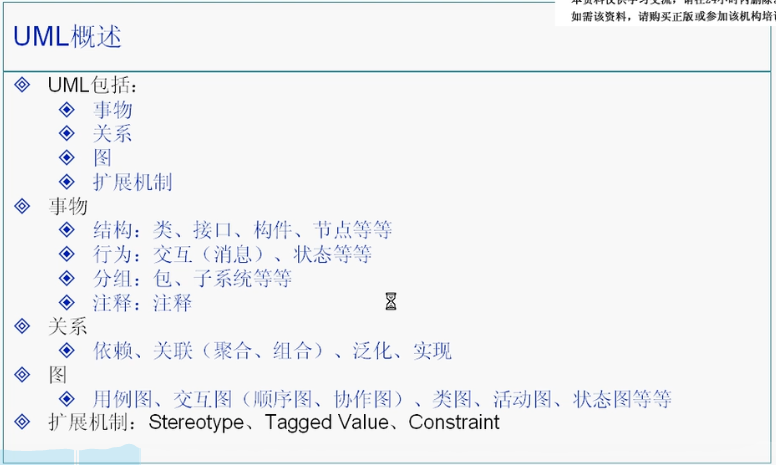 如需该资料，请购买正版或参加该机构培
UML概述
UML包括：
事物
关系
图
扩展机制
事物
结构：类、接口、构件、节点等等
行为：交互（消息）、状态等等
分组：包、子系统等等
注释：注释
关系
依赖、关联（聚合、组合）、泛化、实现
图
用例图、交互图（顺序图、协作图）、类图、活动图、状态图等等
扩展机制：Stereotype、Tagged Value、Constraint